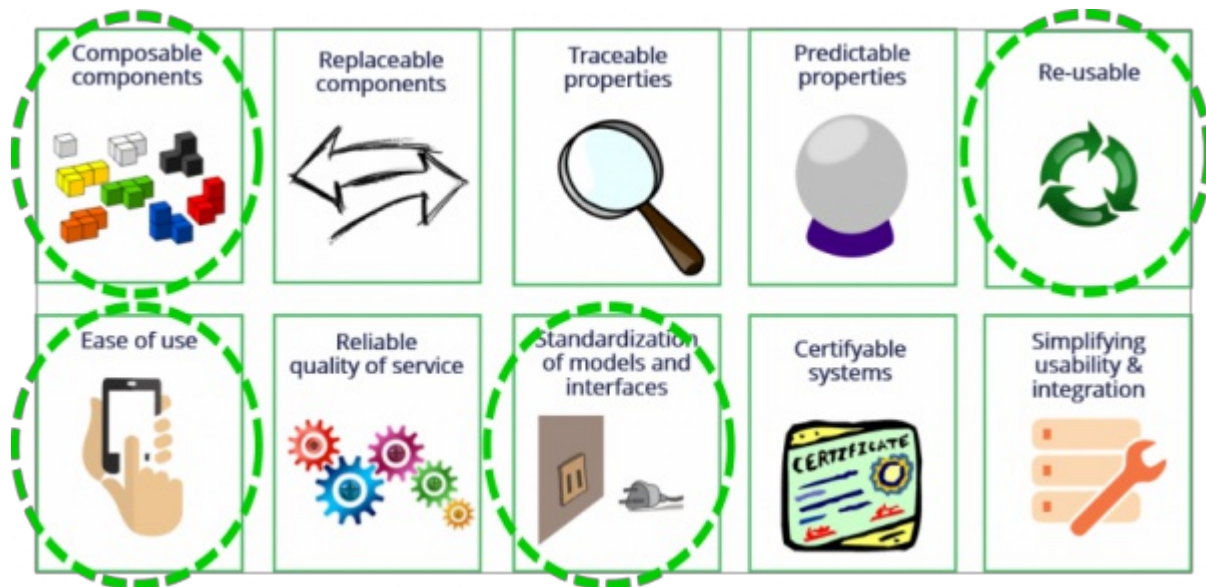 Composable
components
Replaceable
components
Traceable
properties
Predictable
properties
Re-usable
Ease of use
Reliable
quality of service
Standardization
of models and
interfaces
Certifyable
systems
CERTIFICATE
Simplifying
usability &
integration